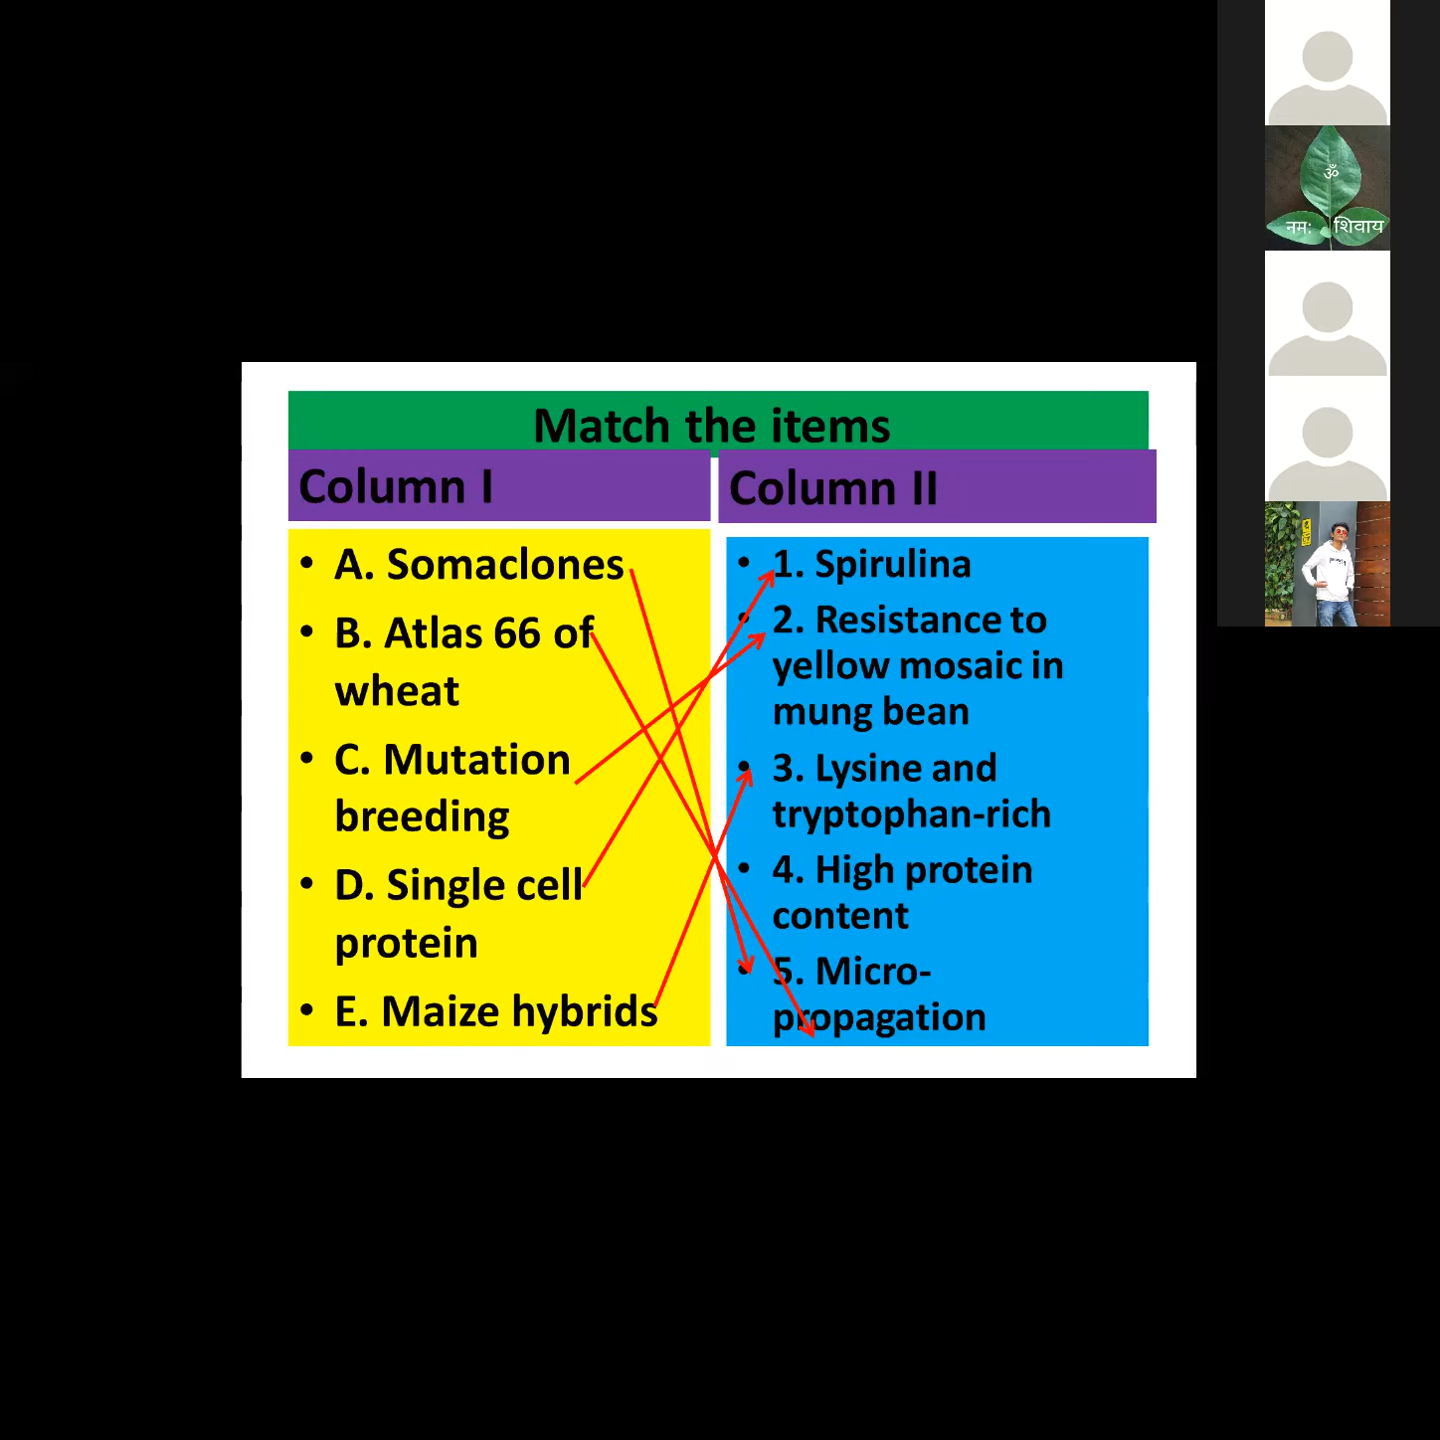 Match the items
Column I
• A. Somaclones
• B. Atlas 66 of
wheat
• C. Mutation
breeding
• D. Single cell
protein
• E. Maize hybrids
Column II
• 1. Spirulina
• 2. Resistance to
yellow mosaic in
mung bean
• 3. Lysine and
tryptophan-rich
• 4. High protein
content
• 5. Micro-
propagation
ॐ
नम: शिवाय